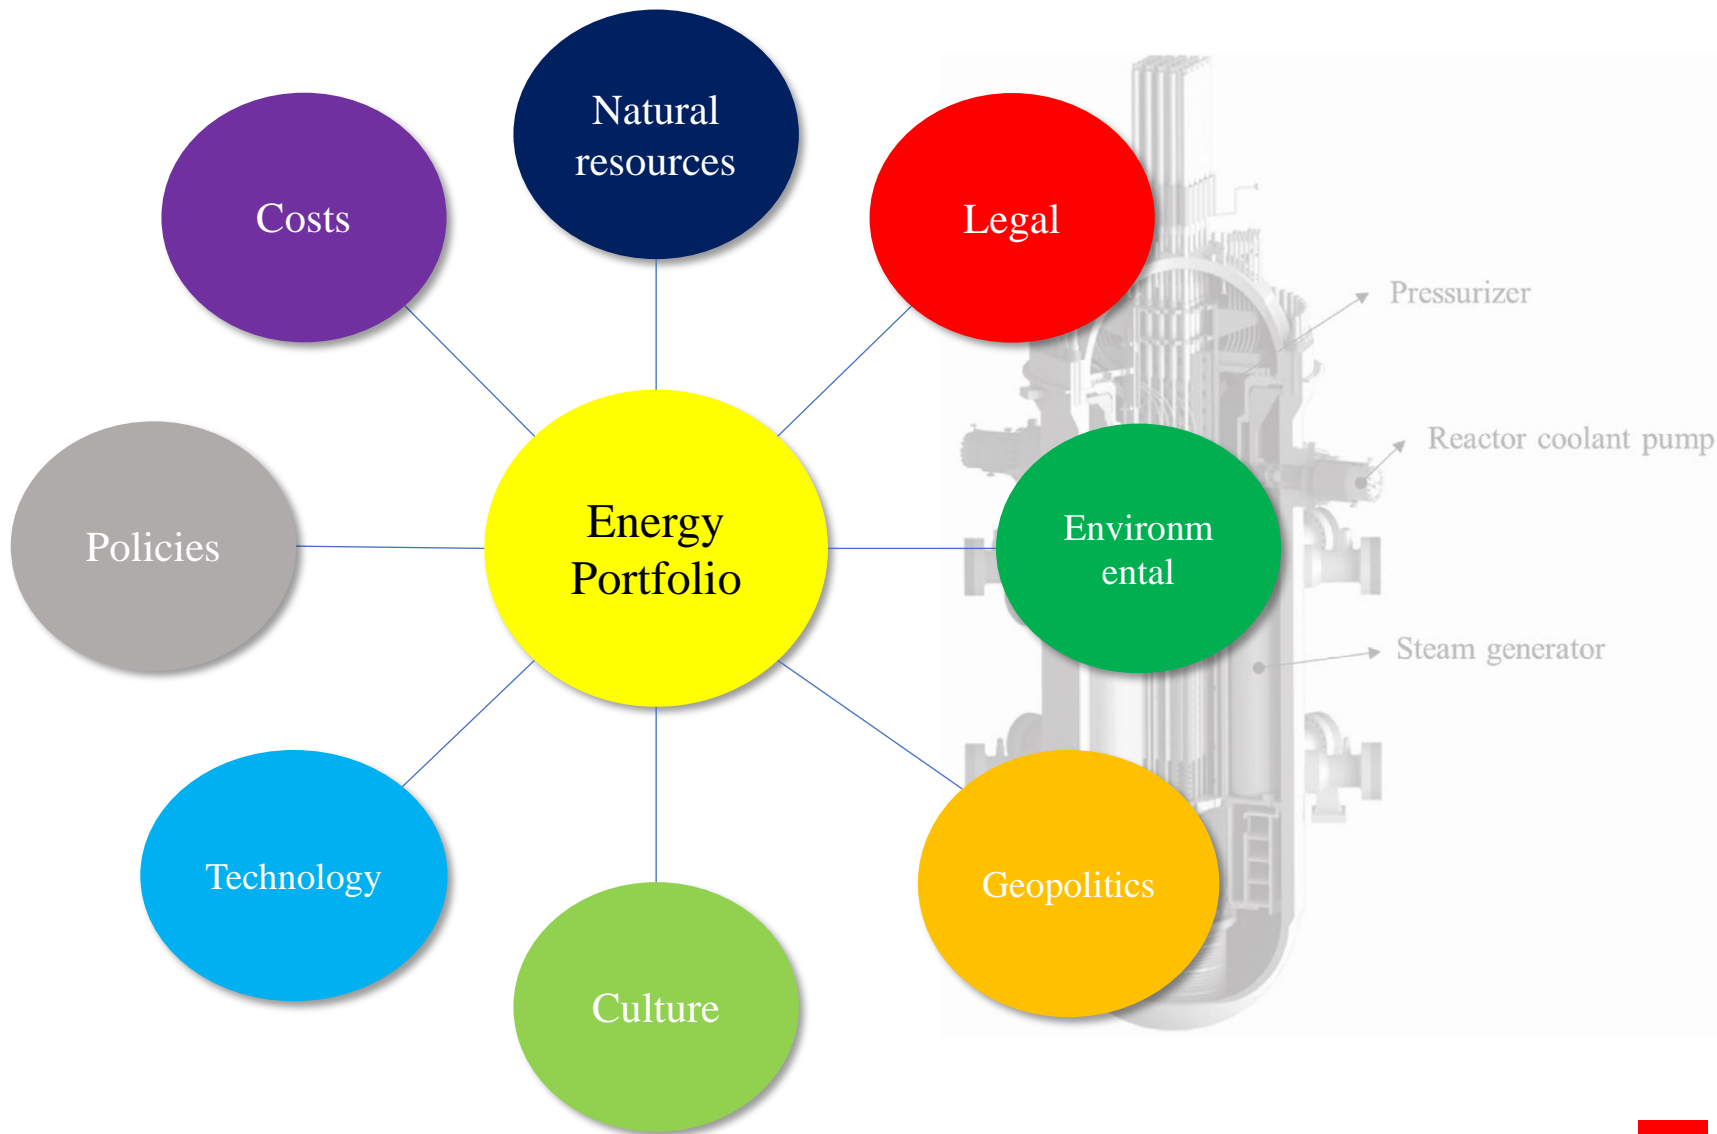 Natural
resources
Costs
Legal
Pressurizer
Reactor coolant pump
Energy
Portfolio
Policies
Environm
ental
Steam generator
Technology
Geopolitics
Culture